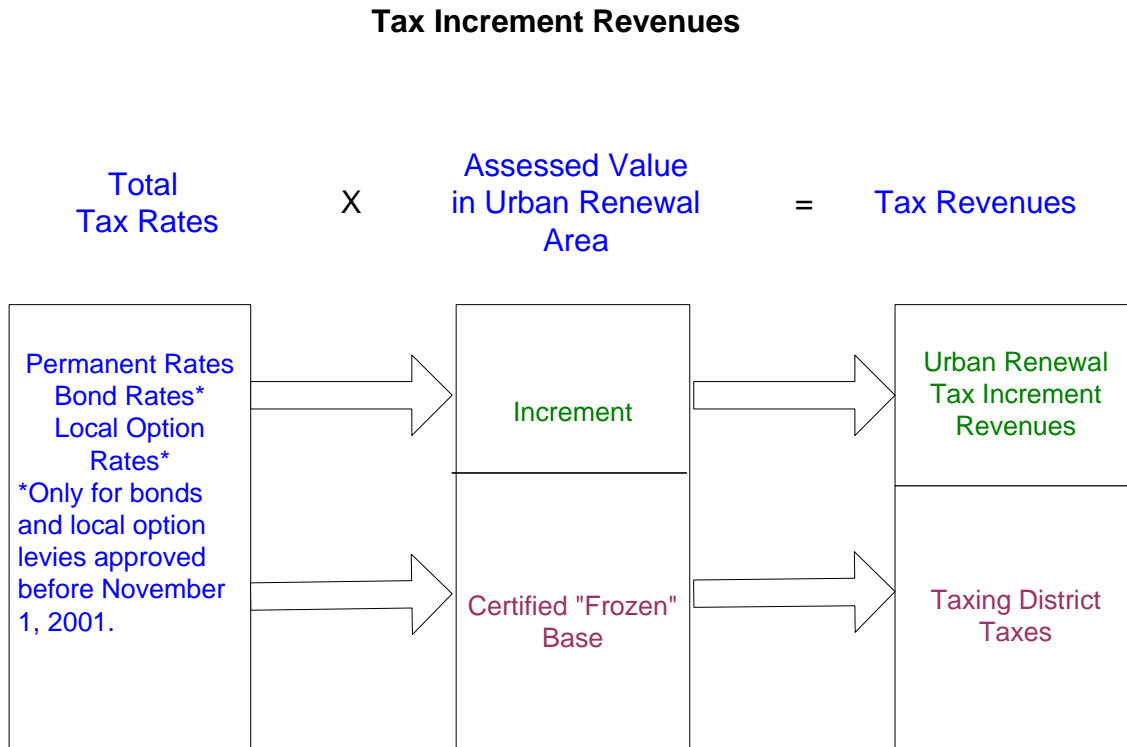 Tax Increment Revenues
Total
Tax Rates
X
Assessed Value
in Urban Renewal
Area
=
Tax Revenues
Permanent Rates
Bond Rates*
Local Option
Rates*
*Only for bonds
and local option
levies approved
before November
1, 2001.
Increment
Certified "Frozen"
Base
Urban Renewal
Tax Increment
Revenues
Taxing District
Taxes